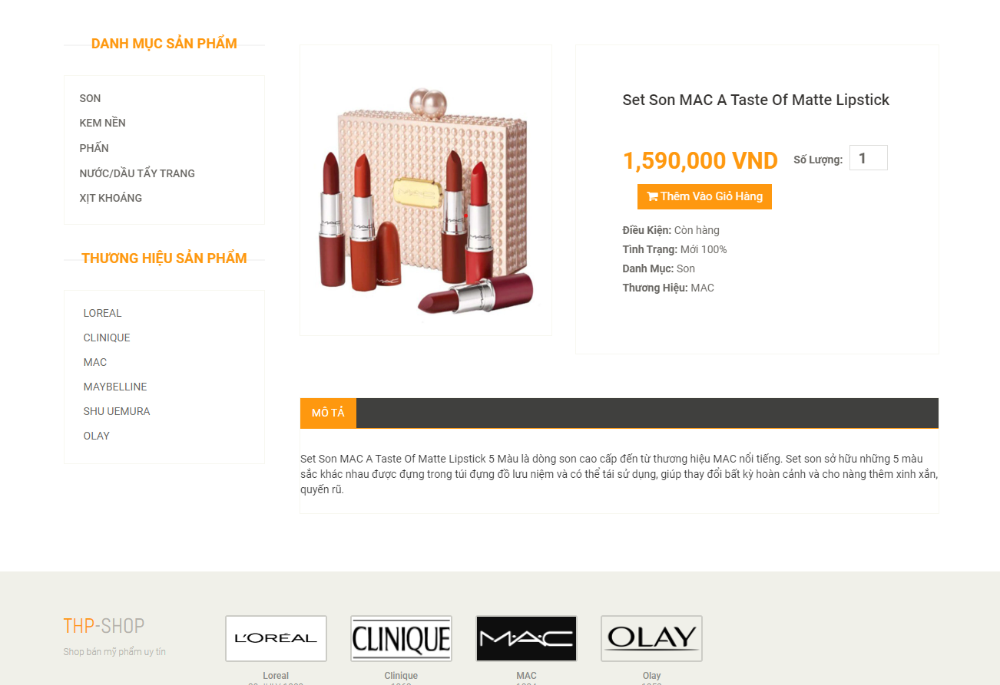 DANH MỤC SẢN PHẨM
SON
KEM NỀN
PHẤN
NƯỚC/DẦU TẨY TRANG
XỊT KHOÁNG
THƯƠNG HIỆU SẢN PHẨM
LOREAL
CLINIQUE
MAC
MAYBELLINE
SHU UEMURA
OLAY
Set Son MAC A Taste Of Matte Lipstick
1,590,000 VND Số Lượng: 1
Thêm Vào Giỏ Hàng
Điều Kiện: Còn hàng
Tình Trạng: Mới 100%
Danh Mục: Son
Thương Hiệu: MAC
MÔ TẢ
Set Son MAC A Taste Of Matte Lipstick 5 Màu là dòng son cao cấp đến từ thương hiệu MAC nổi tiếng. Set son sở hữu những 5 màu
sắc khác nhau được đựng trong túi đựng đồ lưu niệm và có thể tái sử dụng, giúp thay đổi bất kỳ hoàn cảnh và cho nàng thêm xinh xắn,
quyến rũ.
THP-SHOP
Shop bán mỹ phẩm uy tín
L'ORÉAL
CLINIQUE
MAC
OLAY
Loreal
Clinique
MAC
Olay